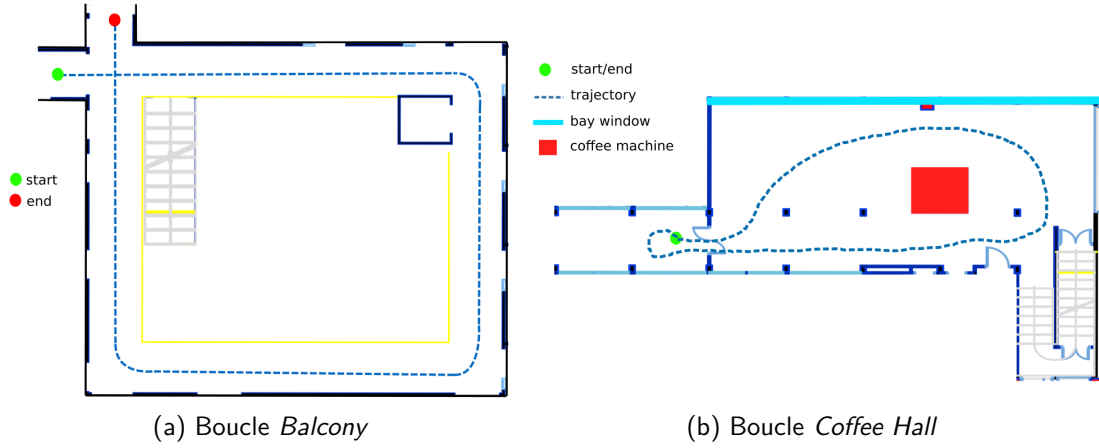 start
end
start/end
trajectory
bay window
coffee machine
(a) Boucle Balcony
(b) Boucle Coffee Hall